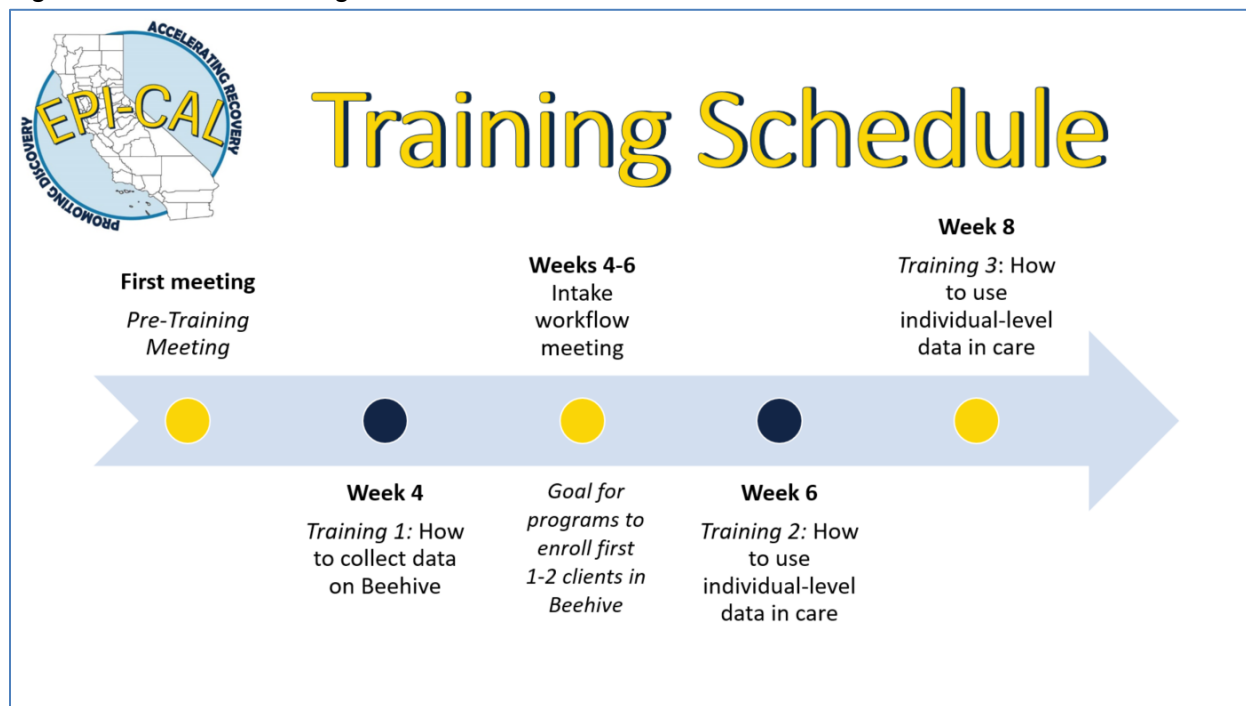 EPI-CAL
ACCELERATING RECOVERY
PROMOTING DISCOVERY
Training Schedule
First meeting
Pre-Training
Meeting
Week 4
Training 1: How
to collect data
on Beehive
Weeks 4-6
Intake
workflow
meeting
Goal for
programs to
enroll first
1-2 clients in
Beehive
Week 6
Training 2: How
to use
individual-level
data in care
Week 8
Training 3: How
to use
individual-level
data in care